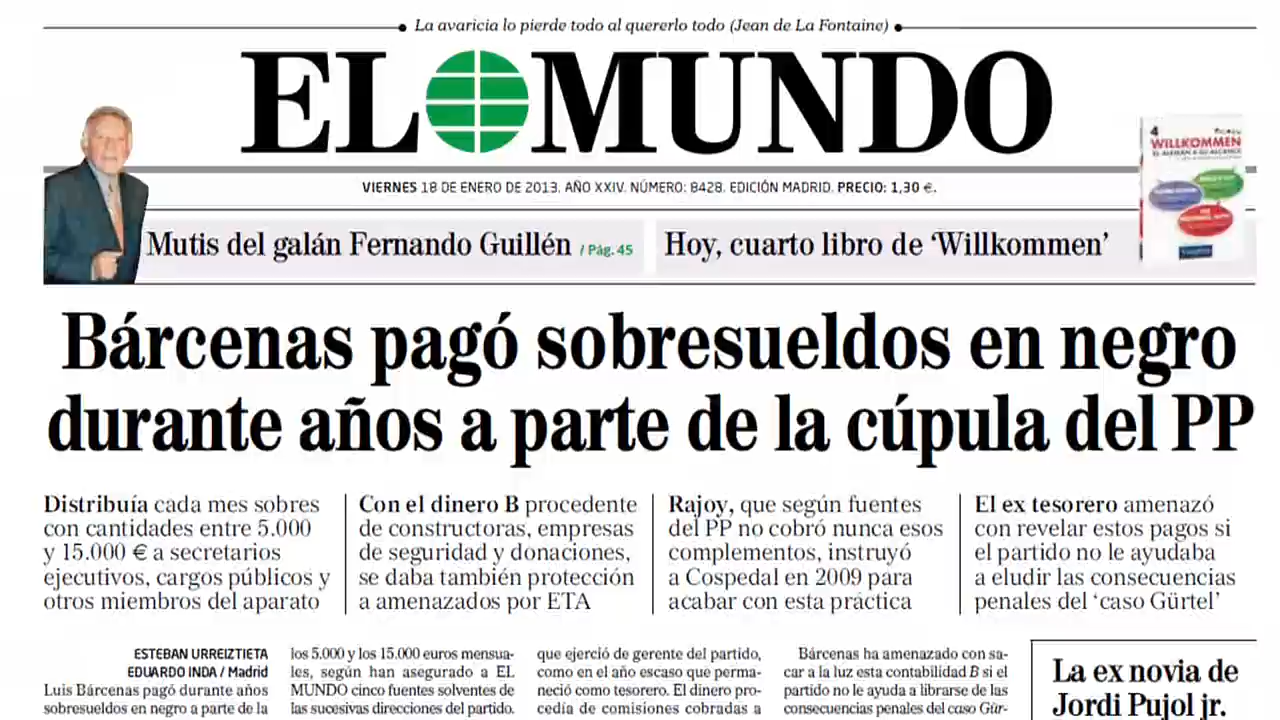 La avaricia lo pierde todo al quererlo todo (Jean de La Fontaine)
EL MUNDO
VIERNES 18 DE ENERO DE 2013. AÑO XXIV. NÚMERO: 8428. EDICIÓN MADRID. PRECIO: 1,30 €.
Mutis del galán Fernando Guillén / Pág. 45
Hoy, cuarto libro de ‘Willkommen’
4
WILLKOMMEN
Bárcenas pagó sobresueldos en negro
durante años a parte de la cúpula del PP
Distribuía cada mes sobres
con cantidades entre 5.000
y 15.000 € a secretarios
ejecutivos, cargos públicos y
otros miembros del aparato
Con el dinero B procedente
de constructoras, empresas
de seguridad y donaciones,
se daba también protección
a amenazados por ETA
Rajoy, que según fuentes
del PP no cobró nunca esos
complementos, instruyó
a Cospedal en 2009 para
acabar con esta práctica
El ex tesorero amenazó
con revelar estos pagos si
el partido no le ayudaba
a eludir las consecuencias
penales del ‘caso Gürtel’
ESTEBAN URREIZTIETA
EDUARDO INDA / Madrid
Luis Bárcenas pagó durante años
sobresueldos en negro a parte de la
los 5.000 y los 15.000 euros mensua-
les, según han asegurado a EL
MUNDO cinco fuentes solventes de
las sucesivas direcciones del partido.
que ejerció de gerente del partido,
como en el año escaso que perma-
neció como tesorero. El dinero pro-
cedía de comisiones cobradas a
Bárcenas ha amenazado con sa-
car a la luz esta contabilidad B si el
partido no le ayuda a librarse de las
consecuencias penales del caso Gür-
La ex novia de
Jordi Pujol jr.